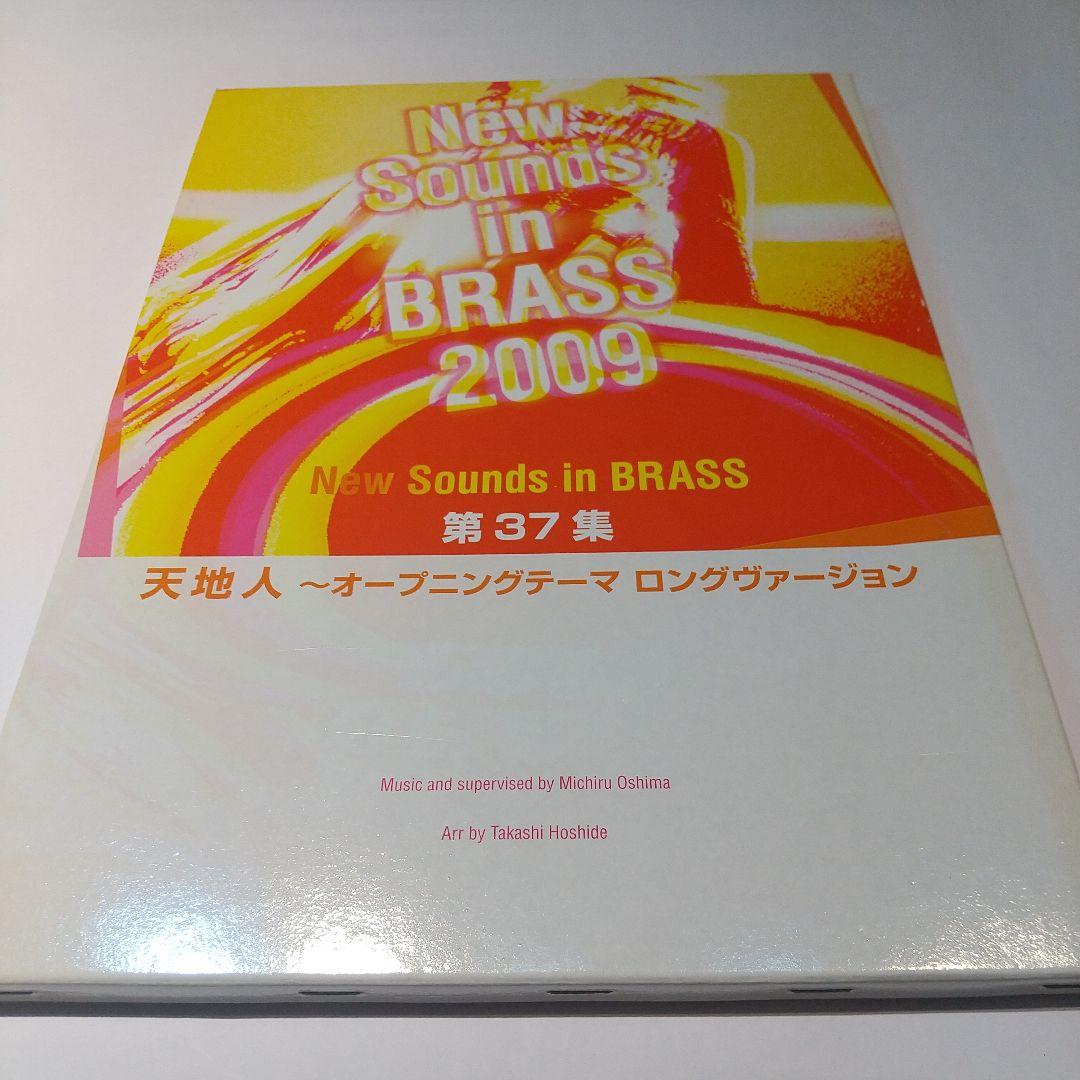 New
Sounds
in
BRASS
2009
New Sounds in BRASS
第37集
天地人 ～オープニングテーマ ロングヴァージョン
Music and supervised by Michiru Oshima
Arr by Takashi Hoshide